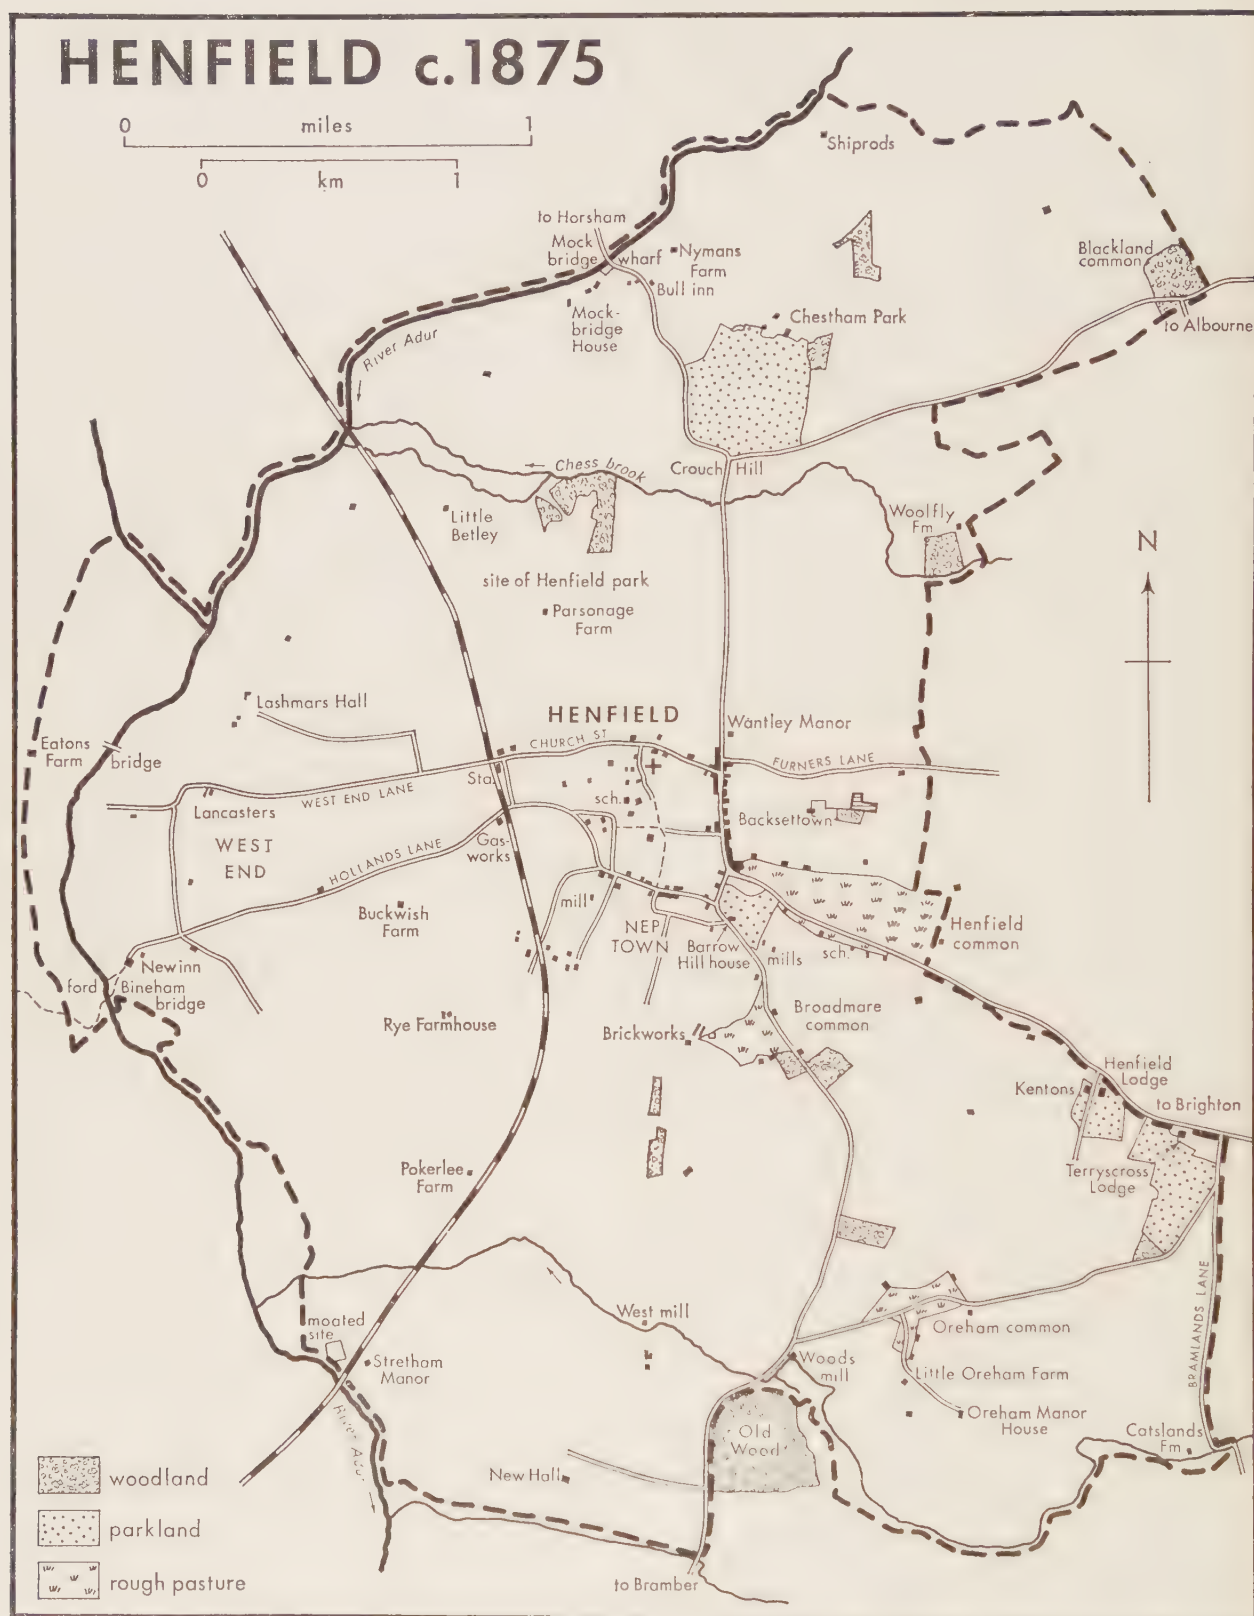 HENFIELD c.1875
0 miles 1
0 km 1
Shiprods
to Horsham
Mock
bridge
wharf
Nymans
Farm
Bull inn
Mock-
bridge
House
Blackland
common
to Albourne
Chestham Park
River Adur
Chess brook
Crouch Hill
Woolfly
Fm
Little
Betley
N
site of Henfield park
Parsonage
Farm
Lashmars Hall
HENFIELD
Wantley Manor
Eatons
Farm
bridge
CHURCH ST
FURNERS LANE
Sta.
WEST END LANE
sch.
Lancasters
Backsettown
WEST
END
HOLLANDS LANE
Gas-
works
Buckwish
Farm
mill
NEP
TOWN
Barrow
Hill house
mills
sch.
Henfield
common
New inn
ford
Bineham
bridge
Rye Farmhouse
Brickworks
Broadmare
common
Henfield
Lodge
Kentons
to Brighton
Pokerlee
Farm
Terryscross
Lodge
BRAMLANDS LANE
West mill
moated
site
Oreham common
Stretham
Manor
Woods
mill
Little Oreham Farm
River Adur
Oreham Manor
House
Old
Wood
Catslands
Fm
New Hall
woodland
parkland
rough pasture
to Bramber